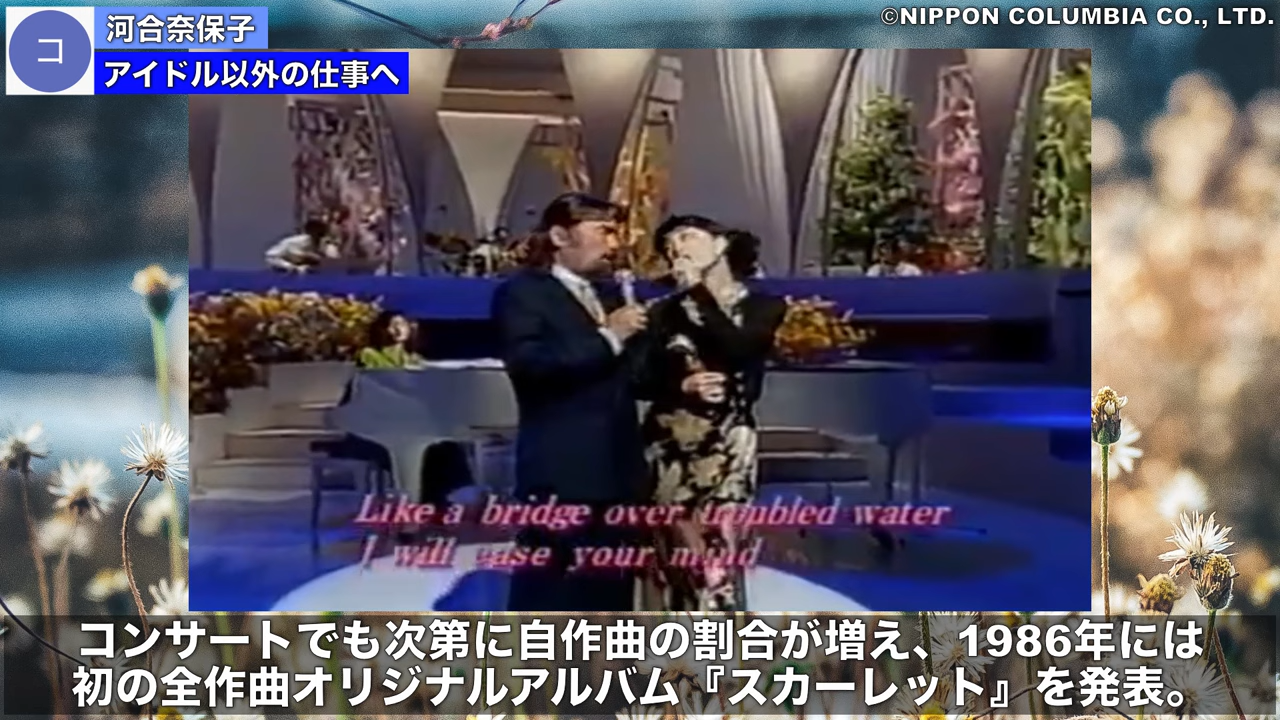 ©NIPPON COLUMBIA CO., LTD.
コ
河合奈保子
アイドル以外の仕事へ
Like a bridge over troubled water
I will ease your mind
コンサートでも次第に自作曲の割合が増え、1986年には
初の全作曲オリジナルアルバム『スカーレット』を発表。